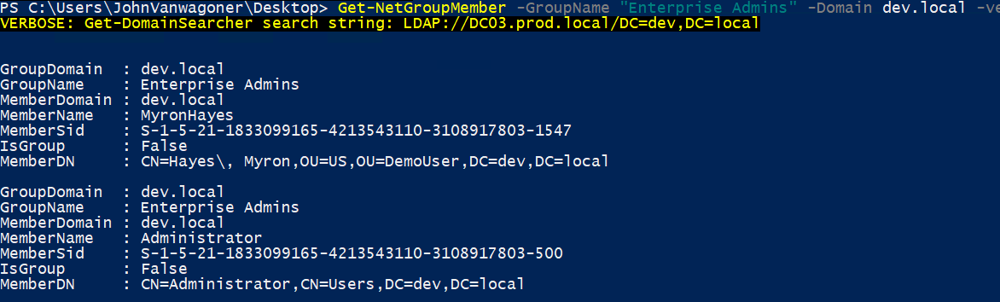 PS C:\Users\JohnVanwagoner\Desktop> Get-NetGroupMember -GroupName "Enterprise Admins" -Domain dev.local -ve
VERBOSE: Get-DomainSearcher search string: LDAP://DC03.prod.local/DC=dev,DC=local
GroupDomain : dev.local
GroupName : Enterprise Admins
MemberDomain : dev.local
MemberName : MyronHayes
MemberSid : S-1-5-21-1833099165-4213543110-3108917803-1547
IsGroup : False
MemberDN : CN=Hayes\, Myron,OU=US,OU=DemoUser,DC=dev,DC=local
GroupDomain : dev.local
GroupName : Enterprise Admins
MemberDomain : dev.local
MemberName : Administrator
MemberSid : S-1-5-21-1833099165-4213543110-3108917803-500
IsGroup : False
MemberDN : CN=Administrator,CN=Users,DC=dev,DC=local